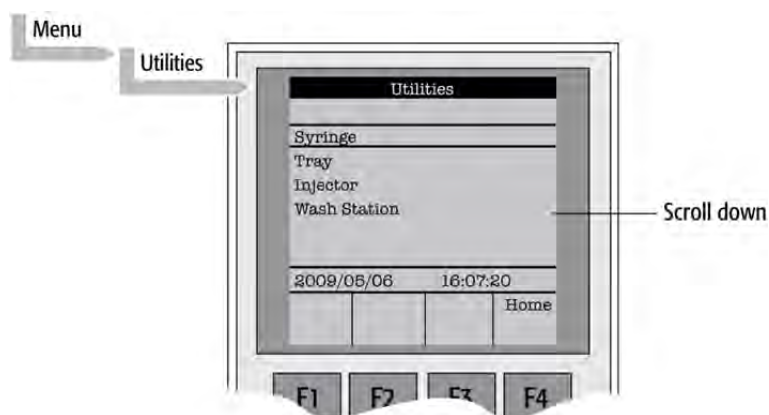 Menu
Utilities
Utilities
Syringe
Tray
Injector
Wash Station
Scroll down
2009/05/06 16:07:20
Home
F1 F2 F3 F4